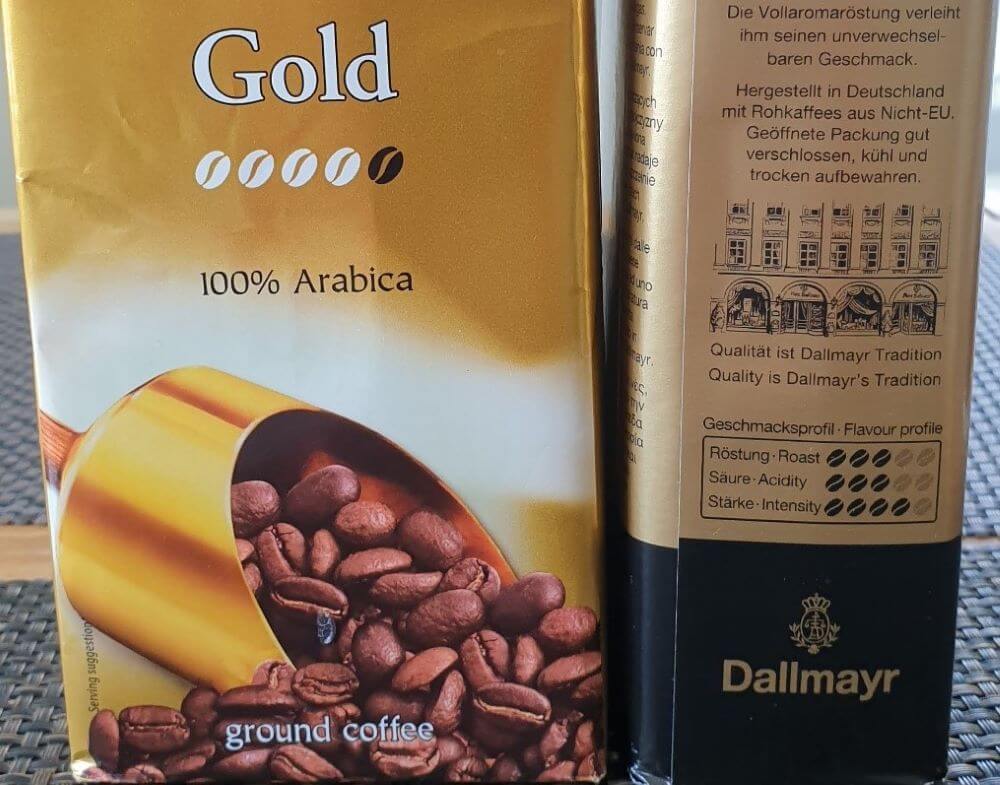 Gold
100% Arabica
Serving suggestion
ground coffee
Die Vollaromaröstung verleiht
ihm seinen unverwechsel-
baren Geschmack.
Hergestellt in Deutschland
mit Rohkaffees aus Nicht-EU.
Geöffnete Packung gut
verschlossen, kühl und
trocken aufbewahren.
Qualität ist Dallmayr Tradition
Quality is Dallmayr's Tradition
Geschmacksprofil · Flavour profile
Röstung · Roast
Säure · Acidity
Stärke · Intensity
Dallmayr